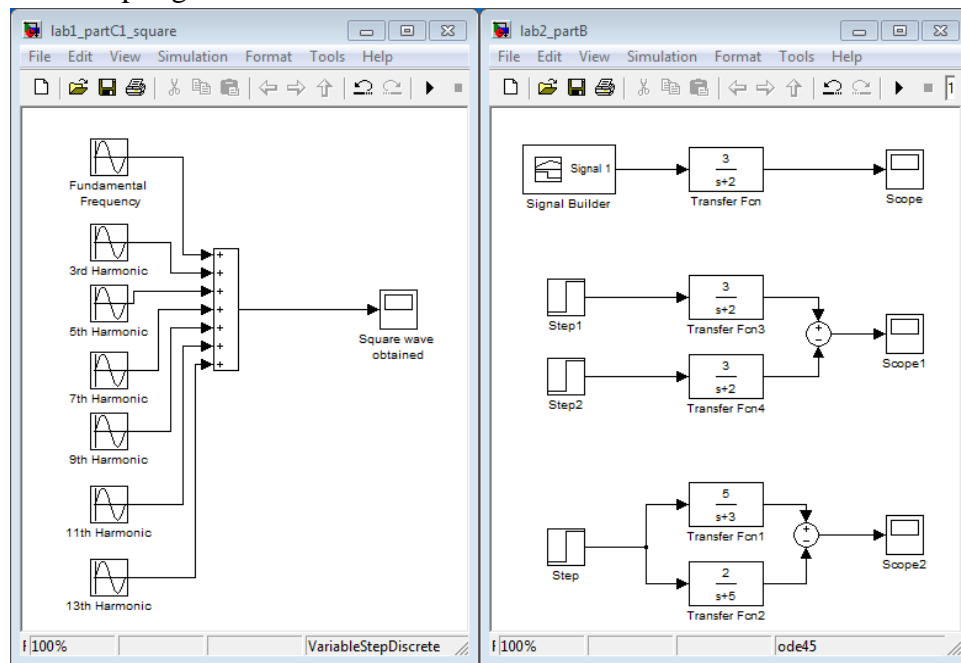 lab1_partC1_square
File Edit View Simulation Format Tools Help
Fundamental
Frequency
3rd Harmonic
5th Harmonic
7th Harmonic
9th Harmonic
11th Harmonic
13th Harmonic
+
+
+
+
+
+
+
Square wave
obtained
F 100%
VariableStepDiscrete
lab2_partB
File Edit View Simulation Format Tools Help
1
Signal 1
Signal Builder
3
s+2
Transfer Fcn
Scope
Step1
3
s+2
Transfer Fcn3
+
−
Scope1
Step2
3
s+2
Transfer Fcn4
Step
5
s+3
Transfer Fcn1
+
−
Scope2
2
s+5
Transfer Fcn2
F 100%
ode45